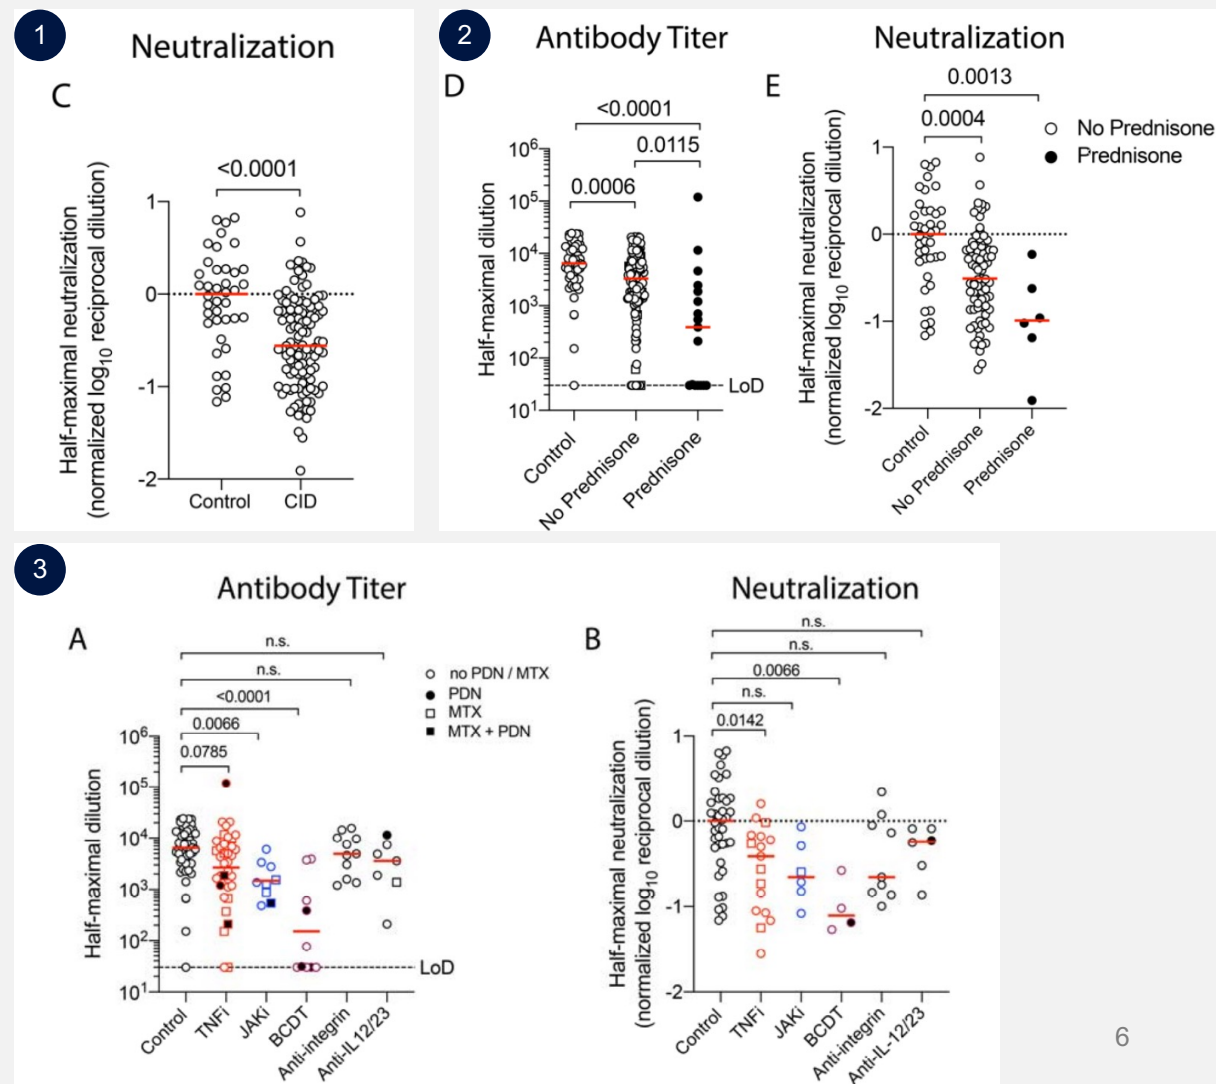 1
Neutralization
C
<0.0001
Half-maximal neutralization
(normalized log10 reciprocal dilution)
1
0
-1
-2
Control
CID
2
Antibody Titer
D
<0.0001
0.0115
0.0006
Half-maximal dilution
10^6
10^5
10^4
10^3
10^2
10^1
LoD
Control
No Prednisone
Prednisone
Neutralization
E
0.0013
0.0004
No Prednisone
Prednisone
Half-maximal neutralization
(normalized log10 reciprocal dilution)
1
0
-1
-2
Control
No Prednisone
Prednisone
3
Antibody Titer
A
n.s.
n.s.
<0.0001
0.0066
0.0785
no PDN / MTX
PDN
MTX
MTX + PDN
Half-maximal dilution
10^6
10^5
10^4
10^3
10^2
10^1
LoD
Control
TNFi
JAKi
BCDT
Anti-integrin
Anti-IL12/23
Neutralization
B
n.s.
n.s.
0.0066
n.s.
0.0142
Half-maximal neutralization
(normalized log10 reciprocal dilution)
1
0
-1
-2
Control
TNFi
JAKi
BCDT
Anti-integrin
Anti-IL-12/23
6